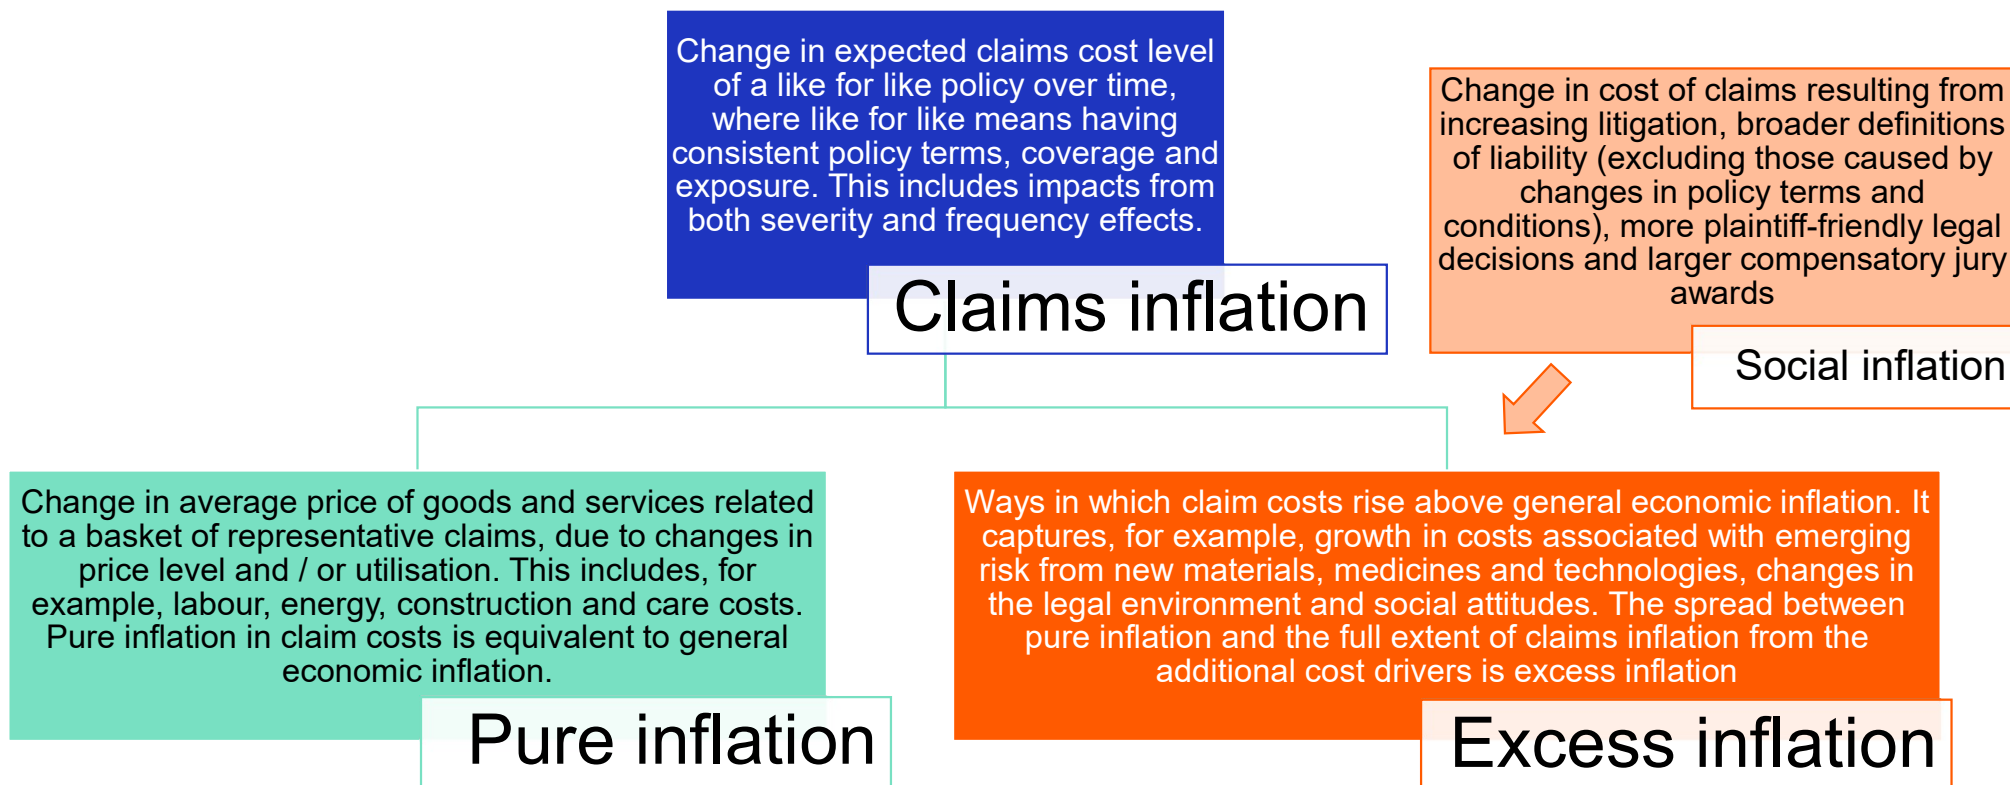 Change in expected claims cost level
of a like for like policy over time,
where like for like means having
consistent policy terms, coverage and
exposure. This includes impacts from
both severity and frequency effects.
Claims inflation
Change in cost of claims resulting from
increasing litigation, broader definitions
of liability (excluding those caused by
changes in policy terms and
conditions), more plaintiff-friendly legal
decisions and larger compensatory jury
awards
Social inflation
Change in average price of goods and services related
to a basket of representative claims, due to changes in
price level and / or utilisation. This includes, for
example, labour, energy, construction and care costs.
Pure inflation in claim costs is equivalent to general
economic inflation.
Pure inflation
Ways in which claim costs rise above general economic inflation. It
captures, for example, growth in costs associated with emerging
risk from new materials, medicines and technologies, changes in
the legal environment and social attitudes. The spread between
pure inflation and the full extent of claims inflation from the
additional cost drivers is excess inflation
Excess inflation